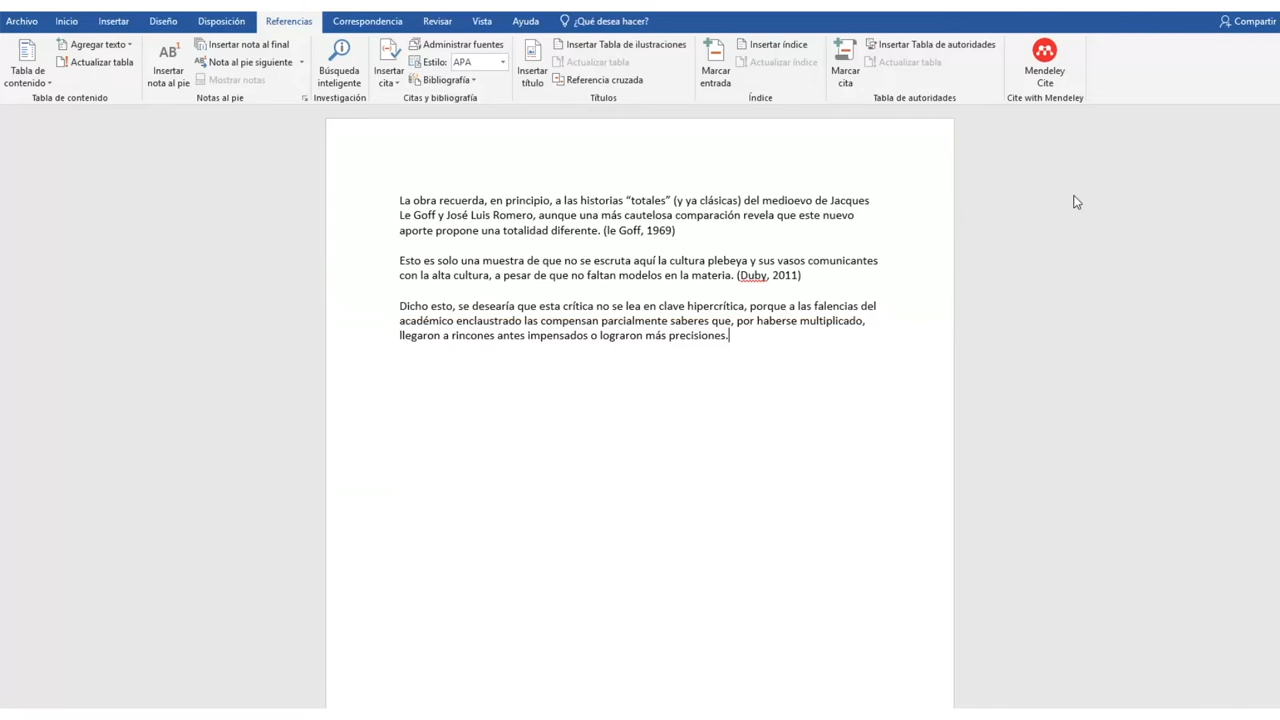 Archivo Inicio Insertar Diseño Disposición Referencias Correspondencia Revisar Vista Ayuda ¿Qué desea hacer? Compartir
Tabla de contenido
Agregar texto
Actualizar tabla
Tabla de contenido
AB¹
Insertar nota al pie
Insertar nota al final
Nota al pie siguiente
Mostrar notas
Notas al pie
Búsqueda inteligente
Investigación
Insertar cita
Administrar fuentes
Estilo: APA
Bibliografía
Citas y bibliografía
Insertar título
Insertar Tabla de ilustraciones
Actualizar tabla
Referencia cruzada
Títulos
Marcar entrada
Insertar índice
Actualizar índice
Índice
Marcar cita
Insertar Tabla de autoridades
Actualizar tabla
Tabla de autoridades
Mendeley Cite
Cite with Mendeley
La obra recuerda, en principio, a las historias “totales” (y ya clásicas) del medioevo de Jacques
Le Goff y José Luis Romero, aunque una más cautelosa comparación revela que este nuevo
aporte propone una totalidad diferente. (le Goff, 1969)
Esto es solo una muestra de que no se escruta aquí la cultura plebeya y sus vasos comunicantes
con la alta cultura, a pesar de que no faltan modelos en la materia. (Duby, 2011)
Dicho esto, se desearía que esta crítica no se lea en clave hipercrítica, porque a las falencias del
académico enclaustrado las compensan parcialmente saberes que, por haberse multiplicado,
llegaron a rincones antes impensados o lograron más precisiones.